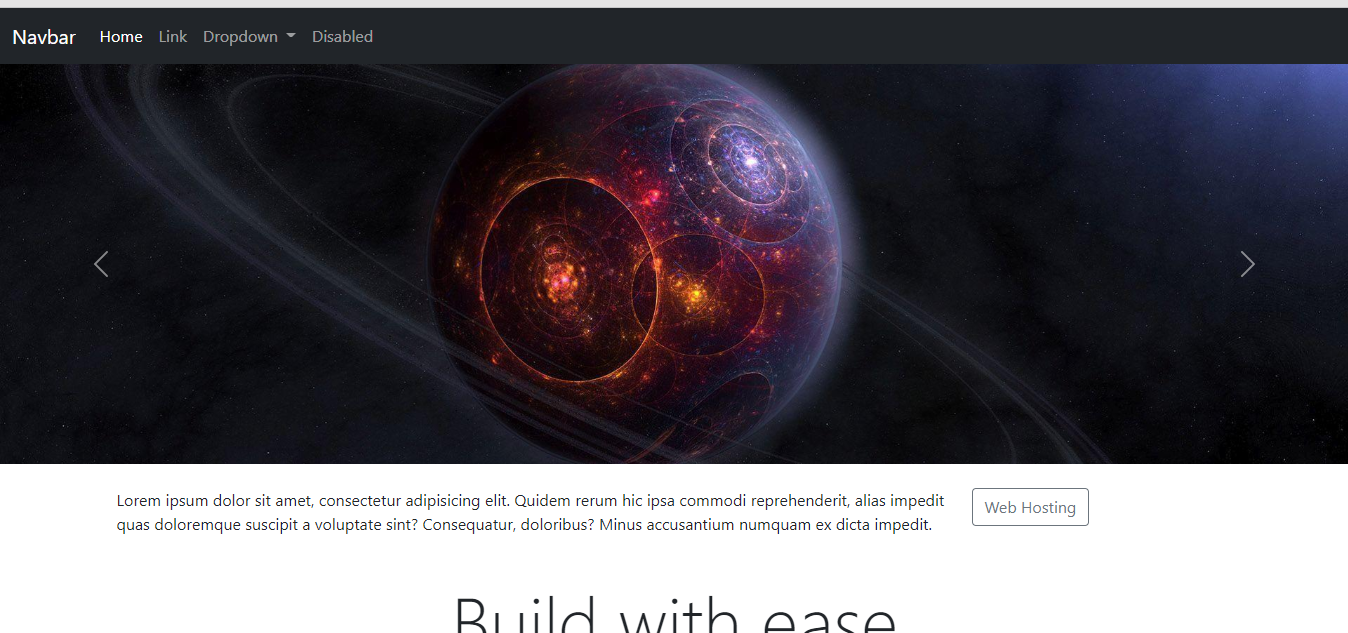 Navbar Home Link Dropdown Disabled
Lorem ipsum dolor sit amet, consectetur adipisicing elit. Quidem rerum hic ipsa commodi reprehenderit, alias impedit
quas doloremque suscipit a voluptate sint? Consequatur, doloribus? Minus accusantium numquam ex dicta impedit.
Web Hosting
Build with ease